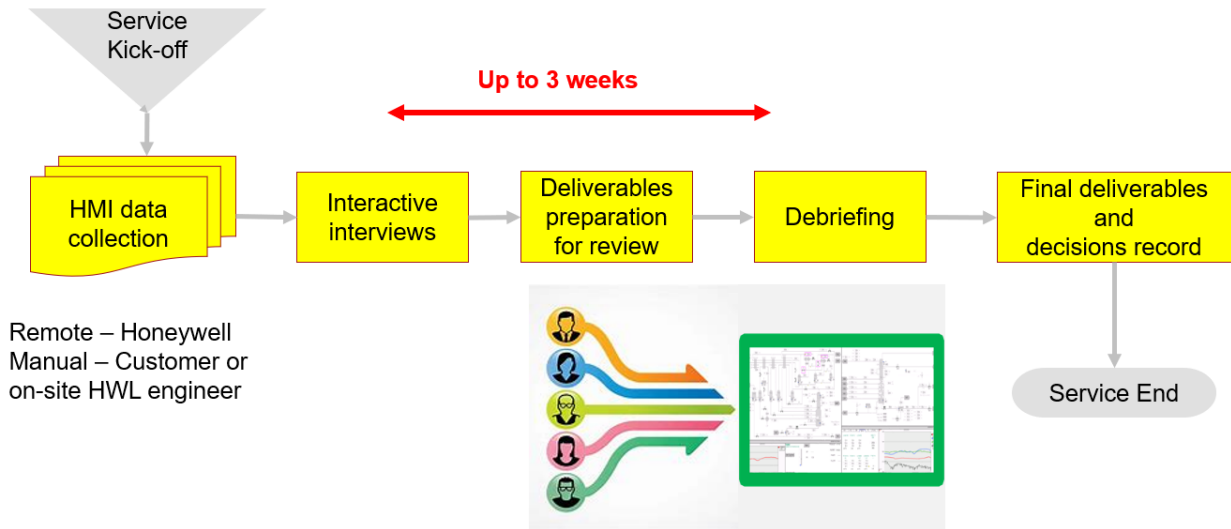 Service
Kick-off
Up to 3 weeks
HMI data
collection
Interactive
interviews
Deliverables
preparation
for review
Debriefing
Final deliverables
and
decisions record
Remote – Honeywell
Manual – Customer or
on-site HWL engineer
Service End